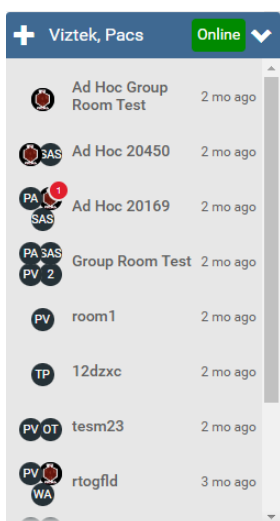 Viztek, Pacs Online
Ad Hoc Group
Room Test
2 mo ago
SAS
Ad Hoc 20450
2 mo ago
PA
1
SAS
Ad Hoc 20169
2 mo ago
PA SAS
PV 2
Group Room Test
2 mo ago
PV
room1
2 mo ago
TP
12dzxc
2 mo ago
PV OT
tesm23
2 mo ago
PV
WA
rtogfld
3 mo ago